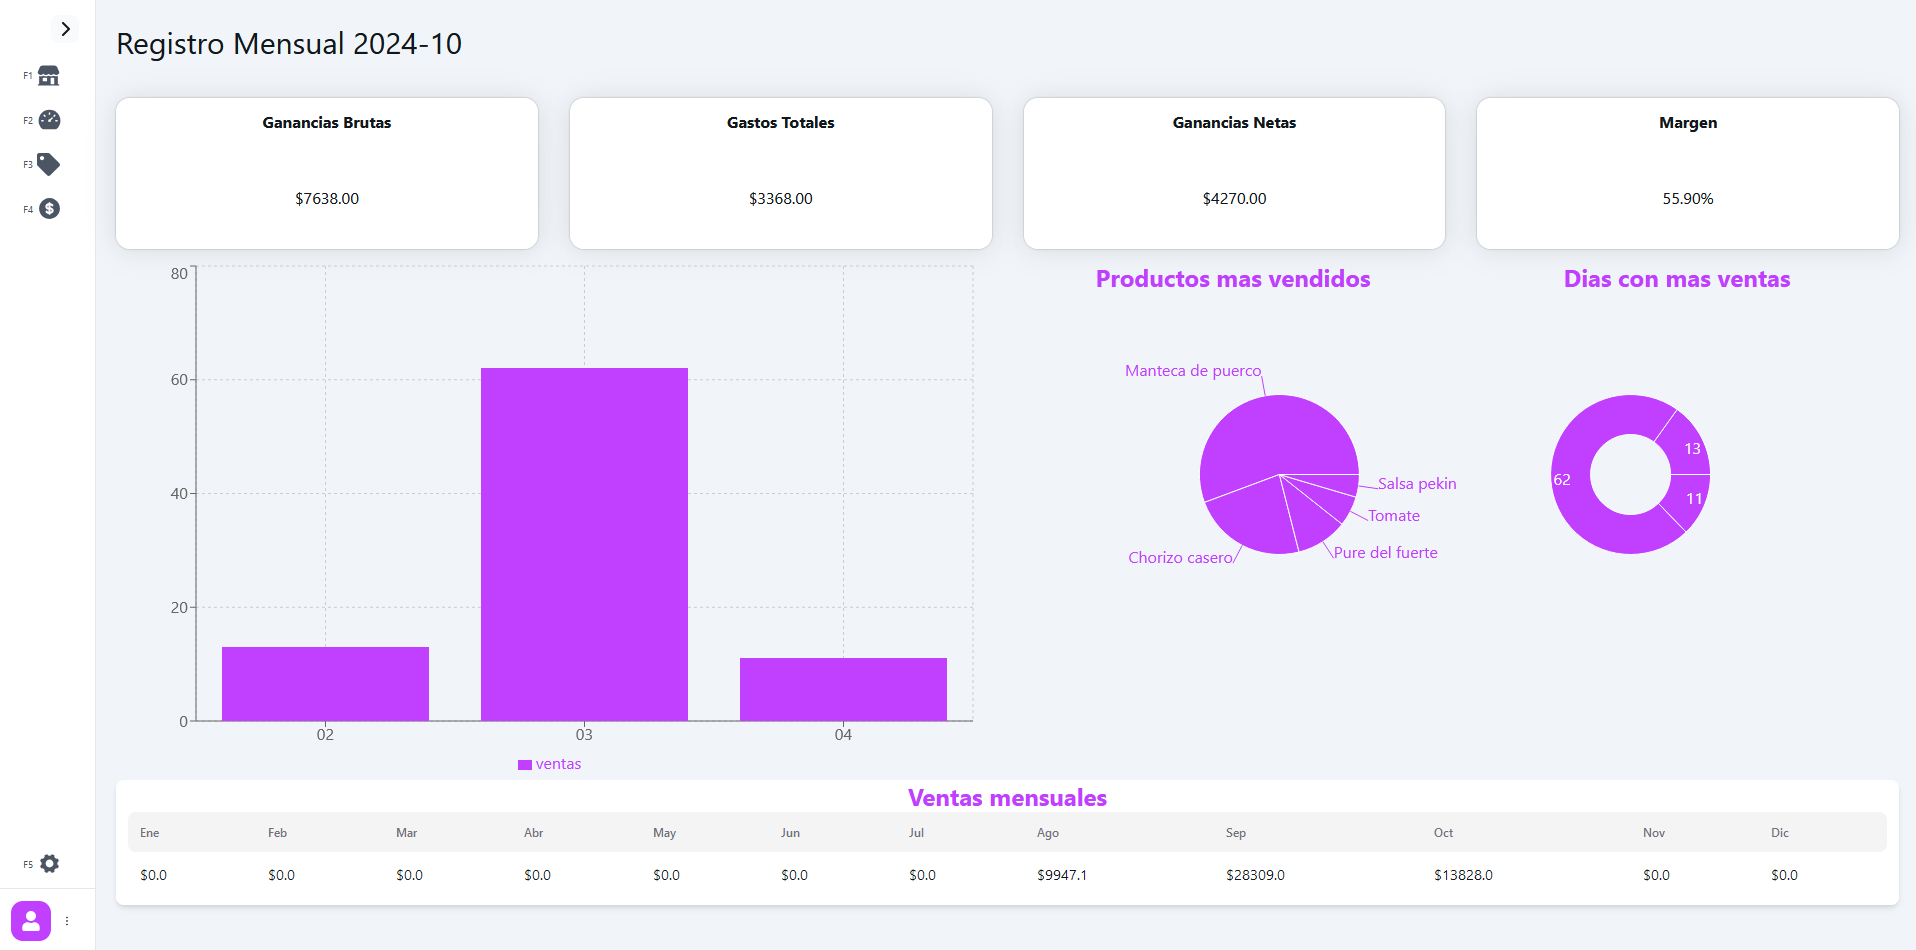 Registro Mensual 2024-10
F1
F2
F3
F4
F5
Ganancias Brutas
$7638.00
Gastos Totales
$3368.00
Ganancias Netas
$4270.00
Margen
55.90%
80
60
40
20
0
02
03
04
ventas
Productos mas vendidos
Manteca de puerco
Salsa pekin
Tomate
Pure del fuerte
Chorizo casero
Dias con mas ventas
13
62
11
Ventas mensuales
Ene Feb Mar Abr May Jun Jul Ago Sep Oct Nov Dic
$0.0 $0.0 $0.0 $0.0 $0.0 $0.0 $0.0 $9947.1 $28309.0 $13828.0 $0.0 $0.0